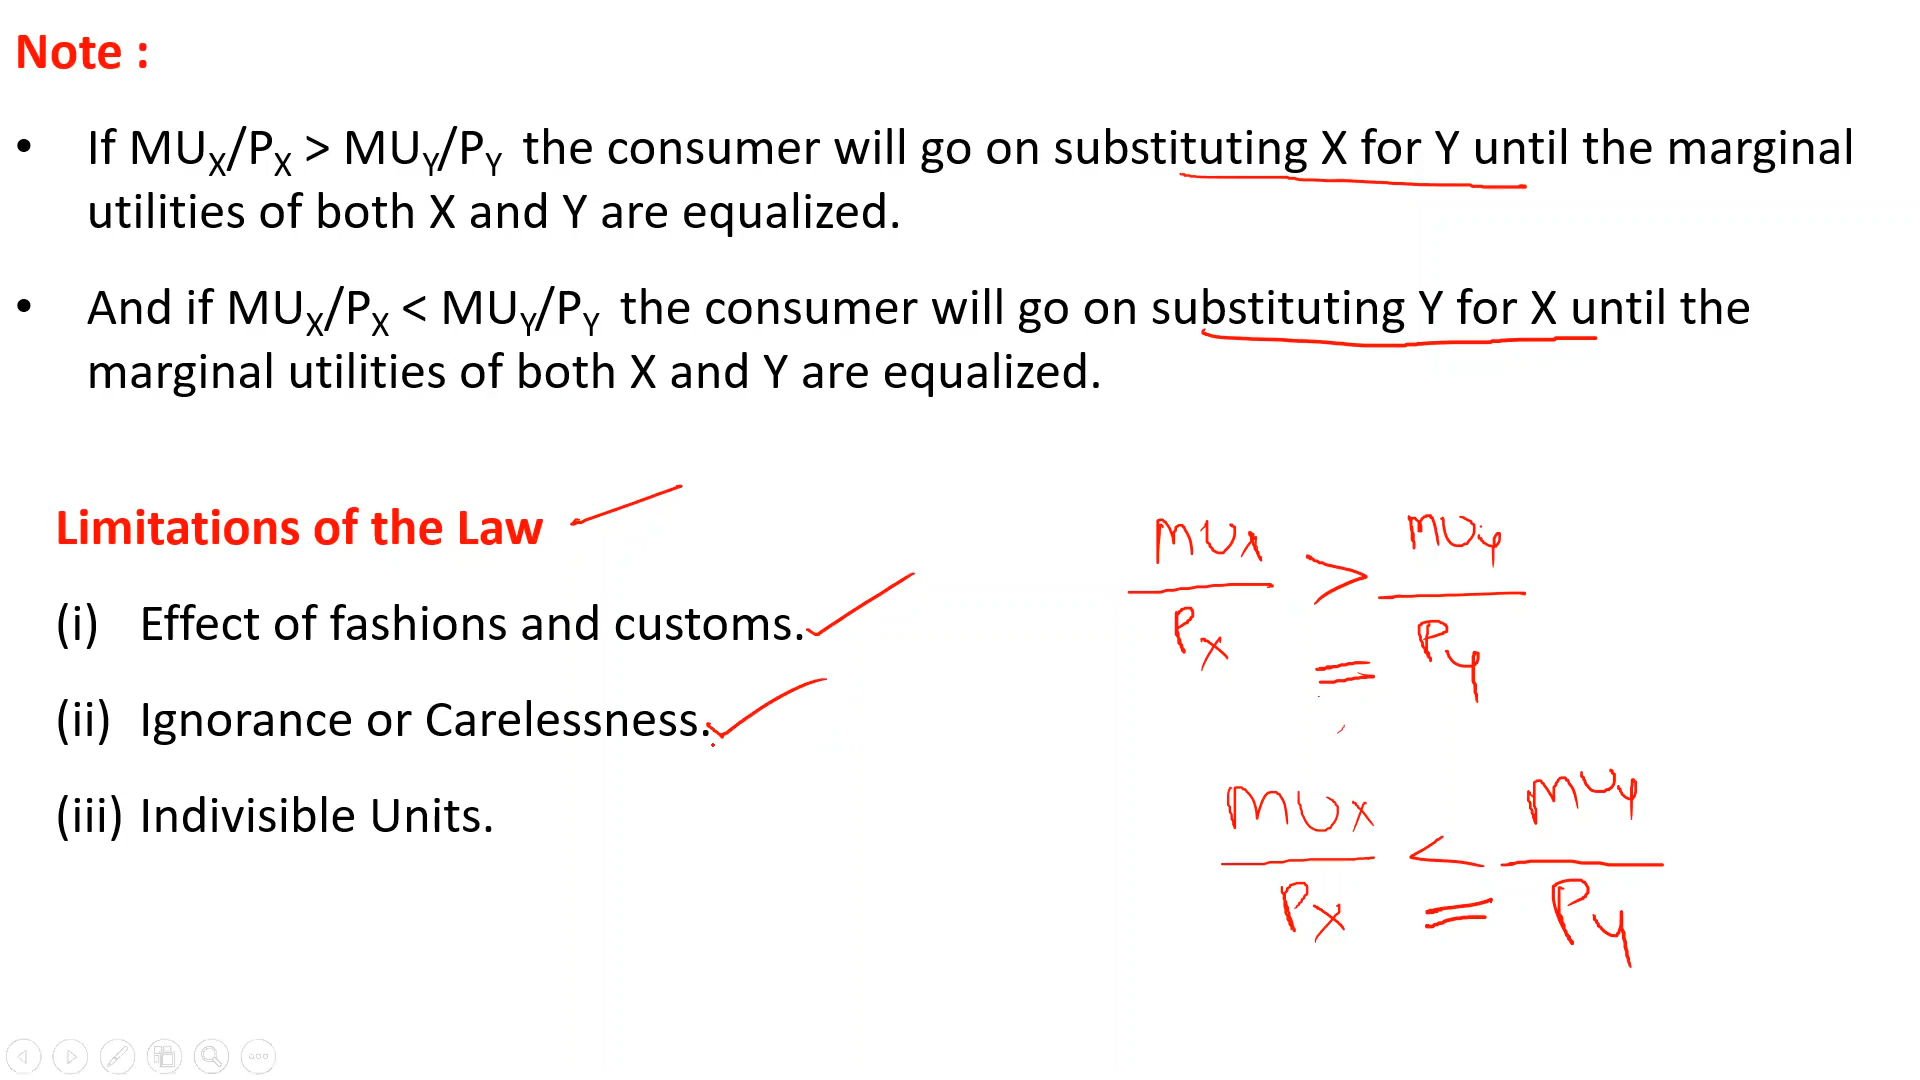 Note :
• If MUX/PX > MUY/PY the consumer will go on substituting X for Y until the marginal
utilities of both X and Y are equalized.
• And if MUX/PX < MUY/PY the consumer will go on substituting Y for X until the
marginal utilities of both X and Y are equalized.
Limitations of the Law
(i) Effect of fashions and customs.
(ii) Ignorance or Carelessness.
(iii) Indivisible Units.
MUx > MUy
Px = Py
MUx < MUy
Px = Py